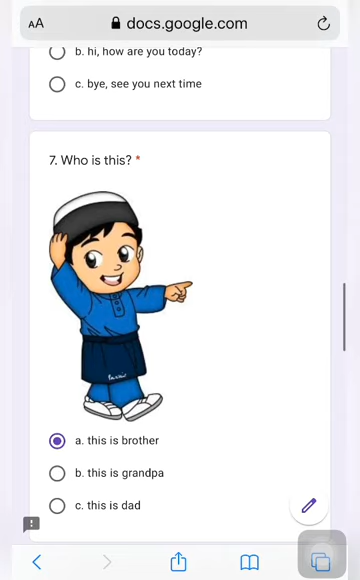 AA docs.google.com
b. hi, how are you today?
c. bye, see you next time
7. Who is this? *
a. this is brother
b. this is grandpa
c. this is dad